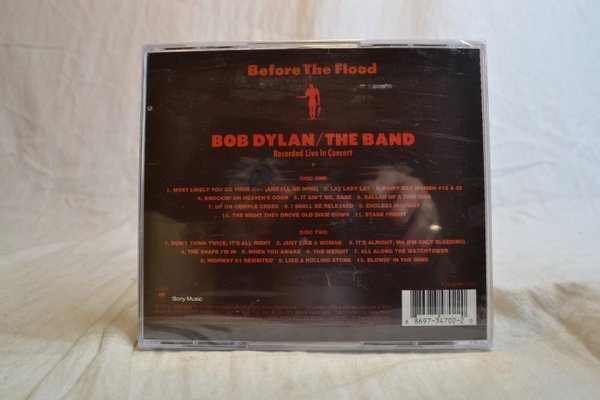 Before The Flood
BOB DYLAN/THE BAND
Recorded Live In Concert
DISC ONE
1. MOST LIKELY YOU GO YOUR WAY (AND I'LL GO MINE) 2. LAY LADY LAY 3. RAINY DAY WOMEN #12 & 35
4. KNOCKIN' ON HEAVEN'S DOOR 5. IT AIN'T ME, BABE 6. BALLAD OF A THIN MAN
7. UP ON CRIPPLE CREEK 8. I SHALL BE RELEASED 9. ENDLESS HIGHWAY
10. THE NIGHT THEY DROVE OLD DIXIE DOWN 11. STAGE FRIGHT
DISC TWO
1. DON'T THINK TWICE, IT'S ALL RIGHT 2. JUST LIKE A WOMAN 3. IT'S ALRIGHT, MA (I'M ONLY BLEEDING)
4. THE SHAPE I'M IN 5. WHEN YOU AWAKE 6. THE WEIGHT 7. ALL ALONG THE WATCHTOWER
8. HIGHWAY 61 REVISITED 9. LIKE A ROLLING STONE 10. BLOWIN' IN THE WIND
Sony Music
8 8697-34702-2 0